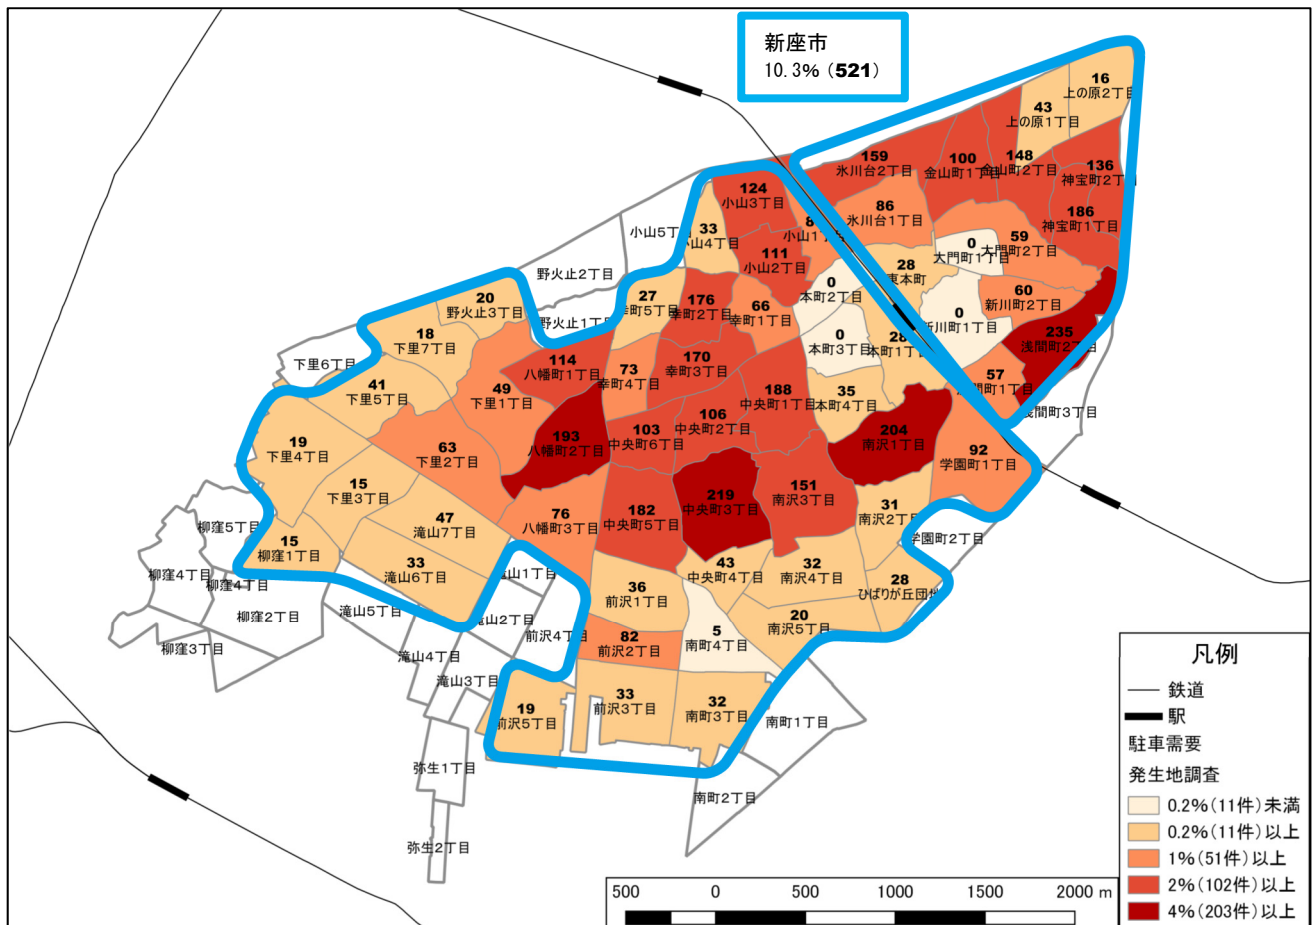 新座市
10.3% (521)
16
上の原2丁目
43
上の原1丁目
159
氷川台2丁目
100
金山町1丁目
148
金山町2丁目
136
神宝町2丁目
186
神宝町1丁目
86
氷川台1丁目
59
大門町2丁目
0
大門町1丁目
28
東本町
60
新川町2丁目
0
新川町1丁目
235
浅間町2丁目
57
浅間町3丁目
124
小山3丁目
33
小山5丁目
111
小山2丁目
8
野火止2丁目
0
本町2丁目
27
幸町5丁目
176
幸町2丁目
66
幸町1丁目
20
野火止3丁目
野火止1丁目
0
本町3丁目
28
本町1丁目
18
下里7丁目
下里6丁目
114
八幡町1丁目
73
幸町4丁目
170
幸町3丁目
41
下里5丁目
49
下里1丁目
188
中央町1丁目
35
本町4丁目
106
中央町2丁目
103
中央町6丁目
193
八幡町2丁目
204
南沢1丁目
92
学園町1丁目
19
下里4丁目
63
下里2丁目
15
下里3丁目
219
中央町3丁目
151
南沢3丁目
182
中央町5丁目
76
八幡町3丁目
31
南沢2丁目
学園町2丁目
47
滝山7丁目
柳窪5丁目
15
柳窪1丁目
33
滝山6丁目
滝山1丁目
43
中央町4丁目
32
南沢4丁目
28
ひばりが丘団地
柳窪4丁目
柳窪4丁目
柳窪2丁目
柳窪3丁目
36
前沢1丁目
滝山5丁目
滝山2丁目
前沢4丁目
20
南沢5丁目
82
前沢2丁目
5
南町4丁目
滝山4丁目
滝山3丁目
19
前沢5丁目
33
前沢3丁目
32
南町3丁目
南町1丁目
弥生1丁目
南町2丁目
弥生2丁目
凡例
鉄道
駅
駐車需要
発生地調査
0.2%(11件)未満
0.2%(11件)以上
1%(51件)以上
2%(102件)以上
4%(203件)以上
500 0 500 1000 1500 2000 m